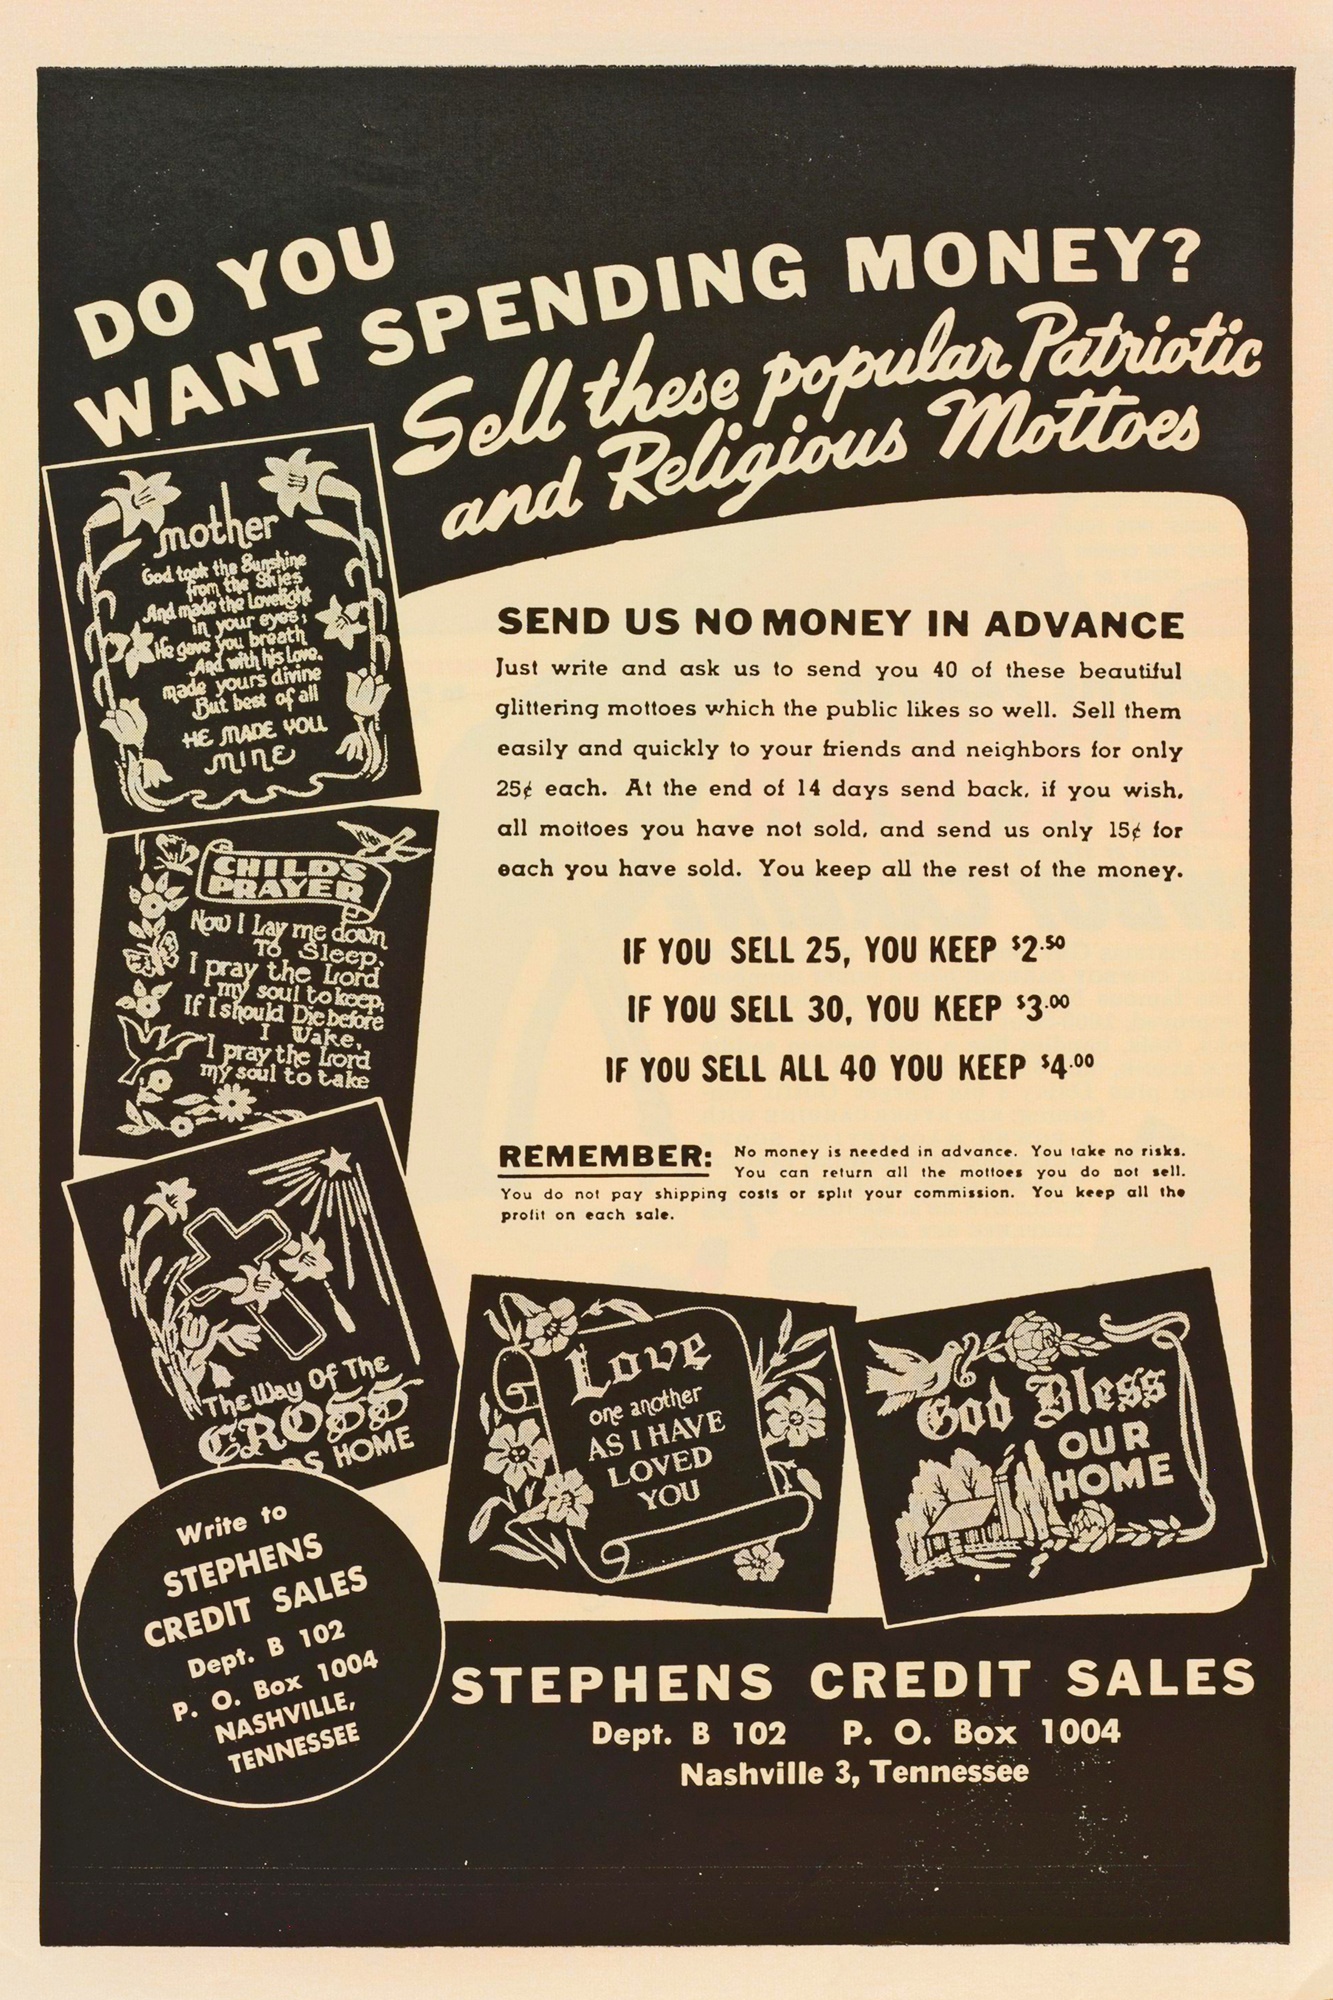 DO YOU
WANT SPENDING MONEY?
Sell these popular Patriotic
and Religious Mottoes
mother
God took the Sunshine
from the Skies
And made the Lovelight
in your eyes;
He gave you breath
And with his Love.
made yours divine
But best of all
HE MADE YOU
MINE
CHILD'S
PRAYER
Now I Lay me down
To Sleep,
I pray the Lord
my soul to keep,
If I should Die before
I Wake,
I pray the Lord
my soul to take
The Way Of The
CROSS
HOME
SEND US NO MONEY IN ADVANCE
Just write and ask us to send you 40 of these beautiful
glittering mottoes which the public likes so well. Sell them
easily and quickly to your friends and neighbors for only
25¢ each. At the end of 14 days send back, if you wish,
all mottoes you have not sold, and send us only 15¢ for
each you have sold. You keep all the rest of the money.
IF YOU SELL 25, YOU KEEP $2.50
IF YOU SELL 30, YOU KEEP $3.00
IF YOU SELL ALL 40 YOU KEEP $4.00
REMEMBER: No money is needed in advance. You take no risks.
You can return all the mottoes you do not sell.
You do not pay shipping costs or split your commission. You keep all the
profit on each sale.
Love
one another
AS I HAVE
LOVED
YOU
God Bless
OUR
HOME
Write to
STEPHENS
CREDIT SALES
Dept. B 102
P. O. Box 1004
NASHVILLE,
TENNESSEE
STEPHENS CREDIT SALES
Dept. B 102 P. O. Box 1004
Nashville 3, Tennessee